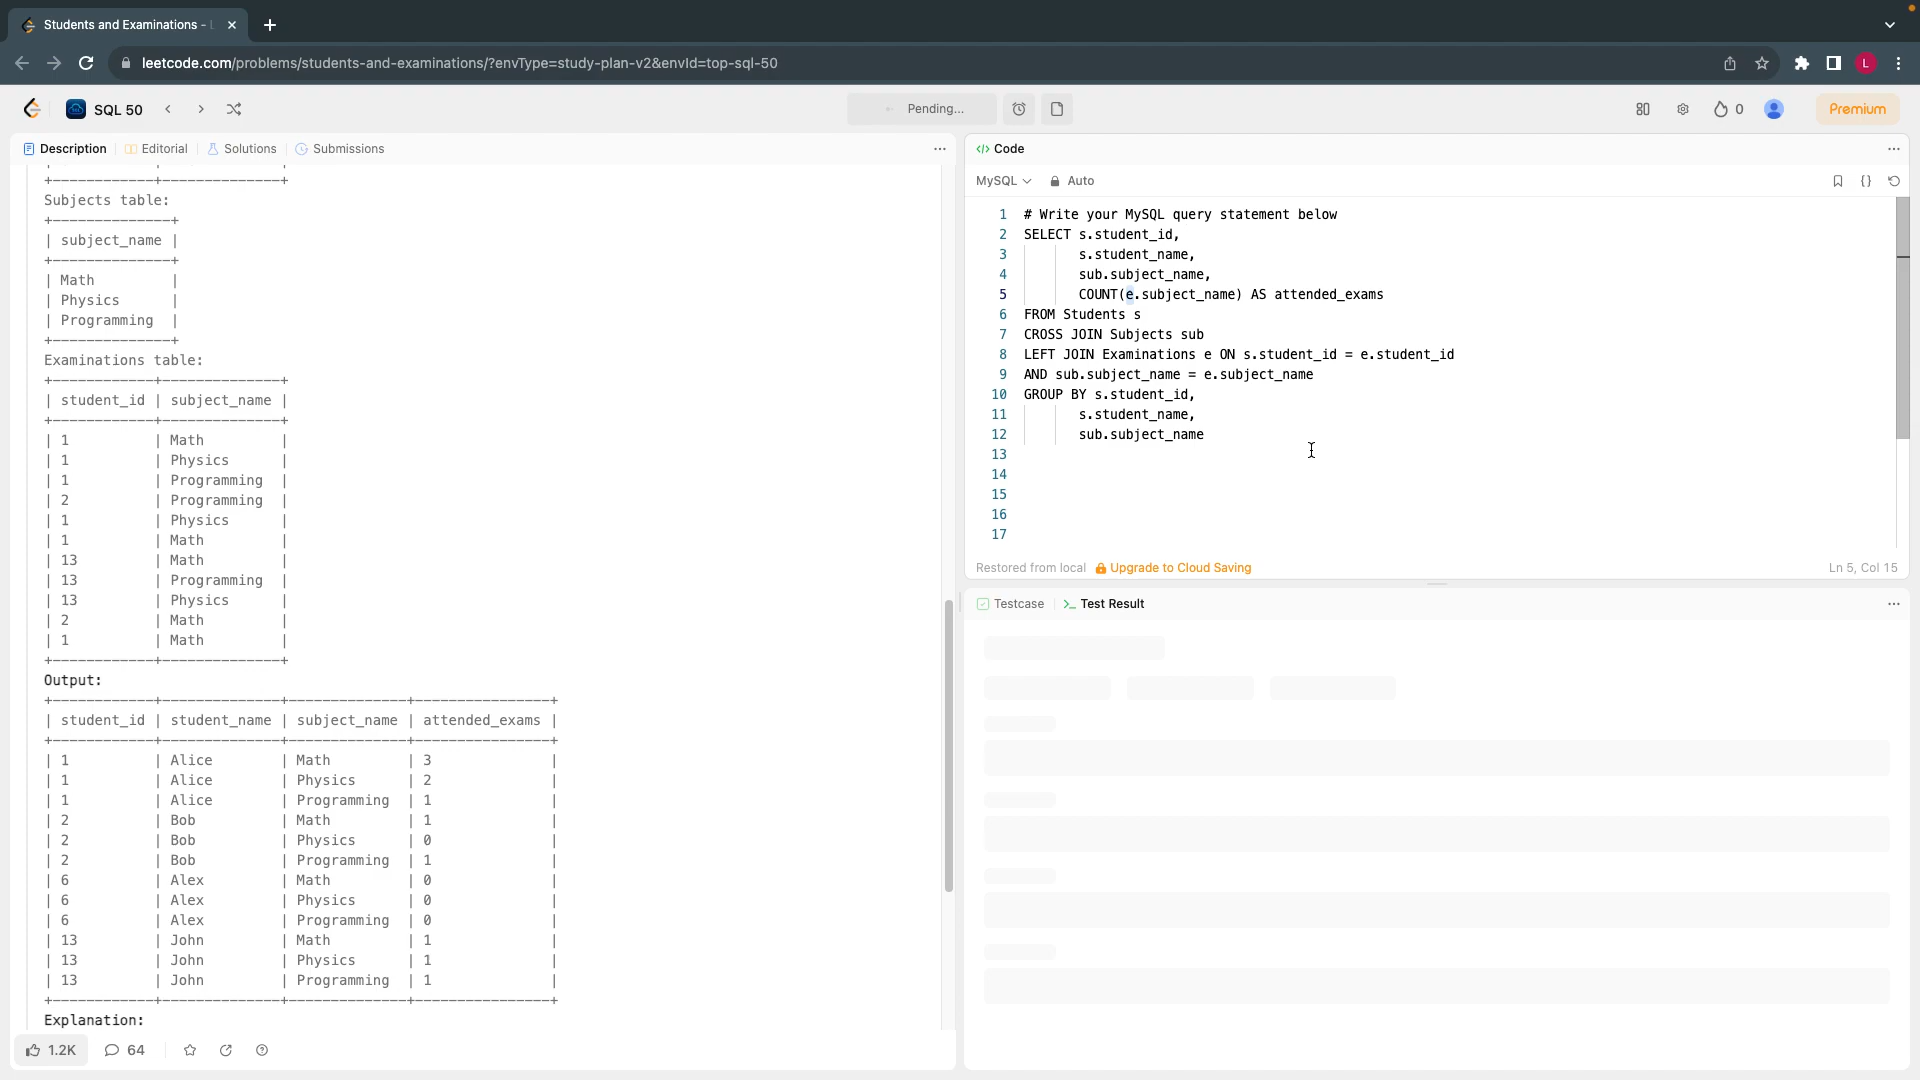 Students and Examinations - L
leetcode.com/problems/students-and-examinations/?envType=study-plan-v2&envId=top-sql-50
L
SQL 50
Pending...
0
Premium
Description
Editorial
Solutions
Submissions
+------------+--------------+
Subjects table:
+--------------+
| subject_name |
+--------------+
| Math         |
| Physics      |
| Programming  |
+--------------+
Examinations table:
+------------+--------------+
| student_id | subject_name |
+------------+--------------+
| 1          | Math         |
| 1          | Physics      |
| 1          | Programming  |
| 2          | Programming  |
| 1          | Physics      |
| 1          | Math         |
| 13         | Math         |
| 13         | Programming  |
| 13         | Physics      |
| 2          | Math         |
| 1          | Math         |
+------------+--------------+
Output:
+------------+--------------+--------------+----------------+
| student_id | student_name | subject_name | attended_exams |
+------------+--------------+--------------+----------------+
| 1          | Alice        | Math         | 3              |
| 1          | Alice        | Physics      | 2              |
| 1          | Alice        | Programming  | 1              |
| 2          | Bob          | Math         | 1              |
| 2          | Bob          | Physics      | 0              |
| 2          | Bob          | Programming  | 1              |
| 6          | Alex         | Math         | 0              |
| 6          | Alex         | Physics      | 0              |
| 6          | Alex         | Programming  | 0              |
| 13         | John         | Math         | 1              |
| 13         | John         | Physics      | 1              |
| 13         | John         | Programming  | 1              |
+------------+--------------+--------------+----------------+
Explanation:
1.2K
64
</> Code
MySQL
Auto
1 # Write your MySQL query statement below
2 SELECT s.student_id,
3        s.student_name,
4        sub.subject_name,
5        COUNT(e.subject_name) AS attended_exams
6 FROM Students s
7 CROSS JOIN Subjects sub
8 LEFT JOIN Examinations e ON s.student_id = e.student_id
9 AND sub.subject_name = e.subject_name
10 GROUP BY s.student_id,
11        s.student_name,
12        sub.subject_name
13
14
15
16
17
Restored from local
Upgrade to Cloud Saving
Ln 5, Col 15
Testcase
>_ Test Result